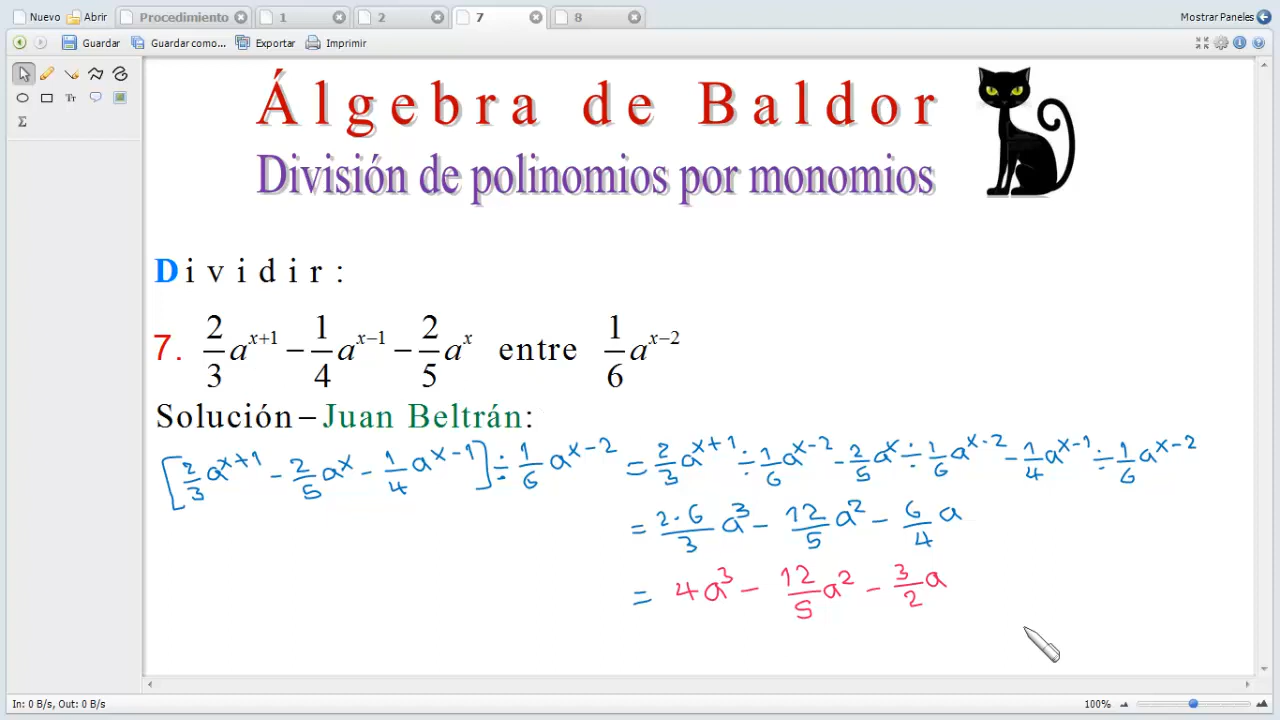 Nuevo Abrir Procedimiento 1 2 7 8 Mostrar Paneles
Guardar Guardar como... Exportar Imprimir
Álgebra de Baldor
División de polinomios por monomios
Tr
Σ
Dividir:
7. 2/3 a^(x+1) − 1/4 a^(x−1) − 2/5 a^x entre 1/6 a^(x−2)
Solución – Juan Beltrán:
[2/3 a^(x+1) − 2/5 a^x − 1/4 a^(x−1)] ÷ 1/6 a^(x−2) = 2/3 a^(x+1) ÷ 1/6 a^(x−2) − 2/5 a^x ÷ 1/6 a^(x−2) − 1/4 a^(x−1) ÷ 1/6 a^(x−2)
= 2·6/3 a^3 − 12/5 a^2 − 6/4 a
= 4a^3 − 12/5 a^2 − 3/2 a
In: 0 B/s, Out: 0 B/s 100%